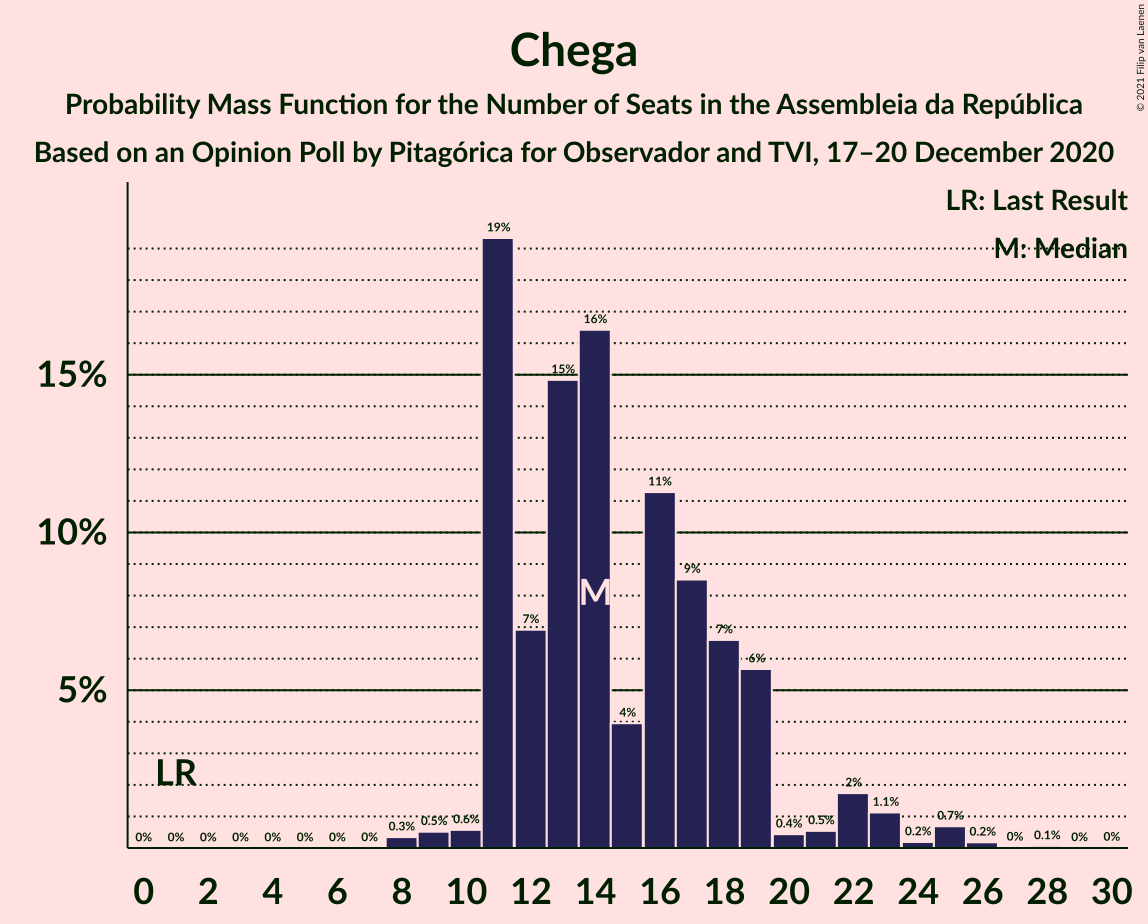 Chega
Probability Mass Function for the Number of Seats in the Assembleia da República
Based on an Opinion Poll by Pitagórica for Observador and TVI, 17–20 December 2020
© 2021 Filip van Laenen
LR: Last Result
M: Median
19%
16%
15%
15%
11%
10%
9%
M
7%
7%
6%
5%
4%
LR
2%
1.1%
0% 0% 0% 0% 0% 0% 0% 0% 0.3% 0.5% 0.6% 0.4% 0.5% 0.2% 0.7% 0.2% 0% 0.1% 0% 0%
0 2 4 6 8 10 12 14 16 18 20 22 24 26 28 30